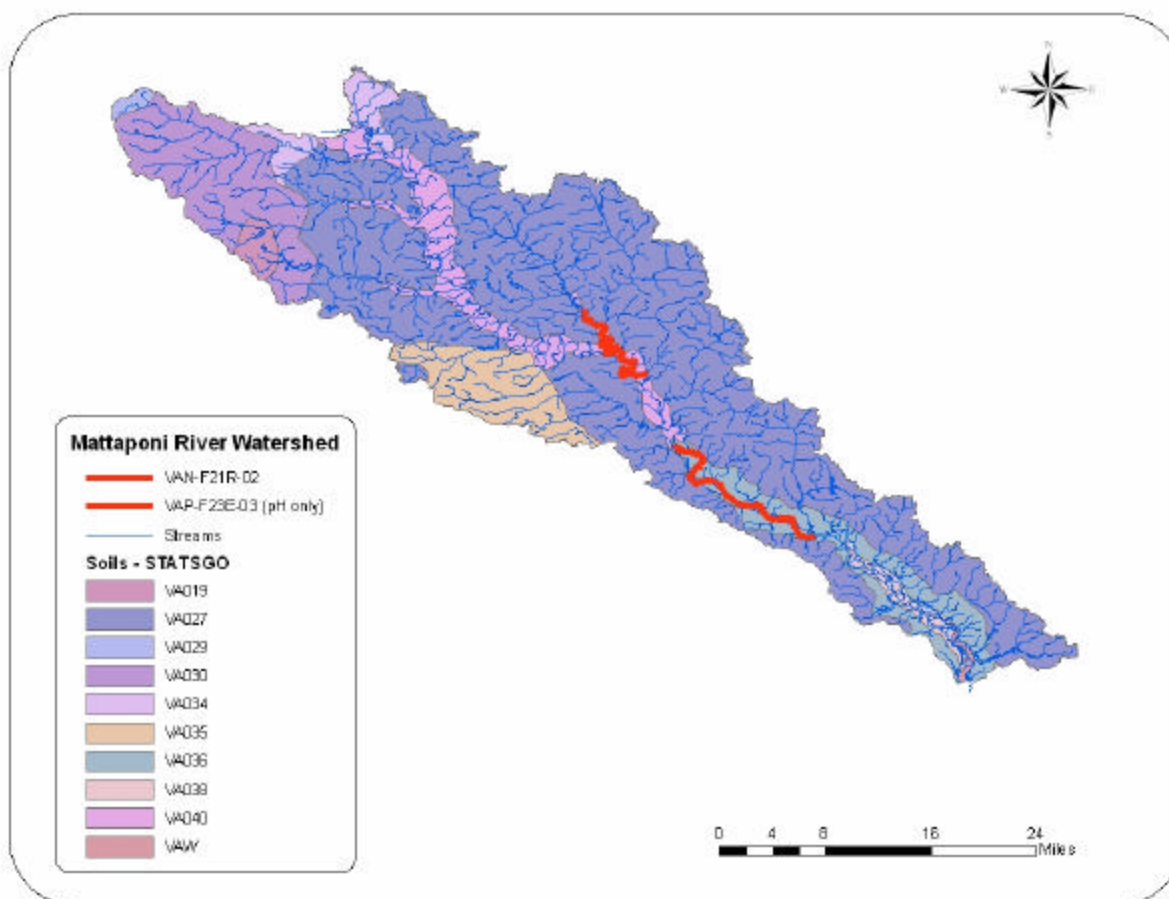 N
W
E
S
Mattaponi River Watershed
VAN-F21R-02
VAP-F23E-03 (pH only)
Streams
Soils - STATSGO
VA019
VA027
VA029
VA030
VA034
VA035
VA036
VA038
VA040
VAW
0 4 8 16 24
Miles